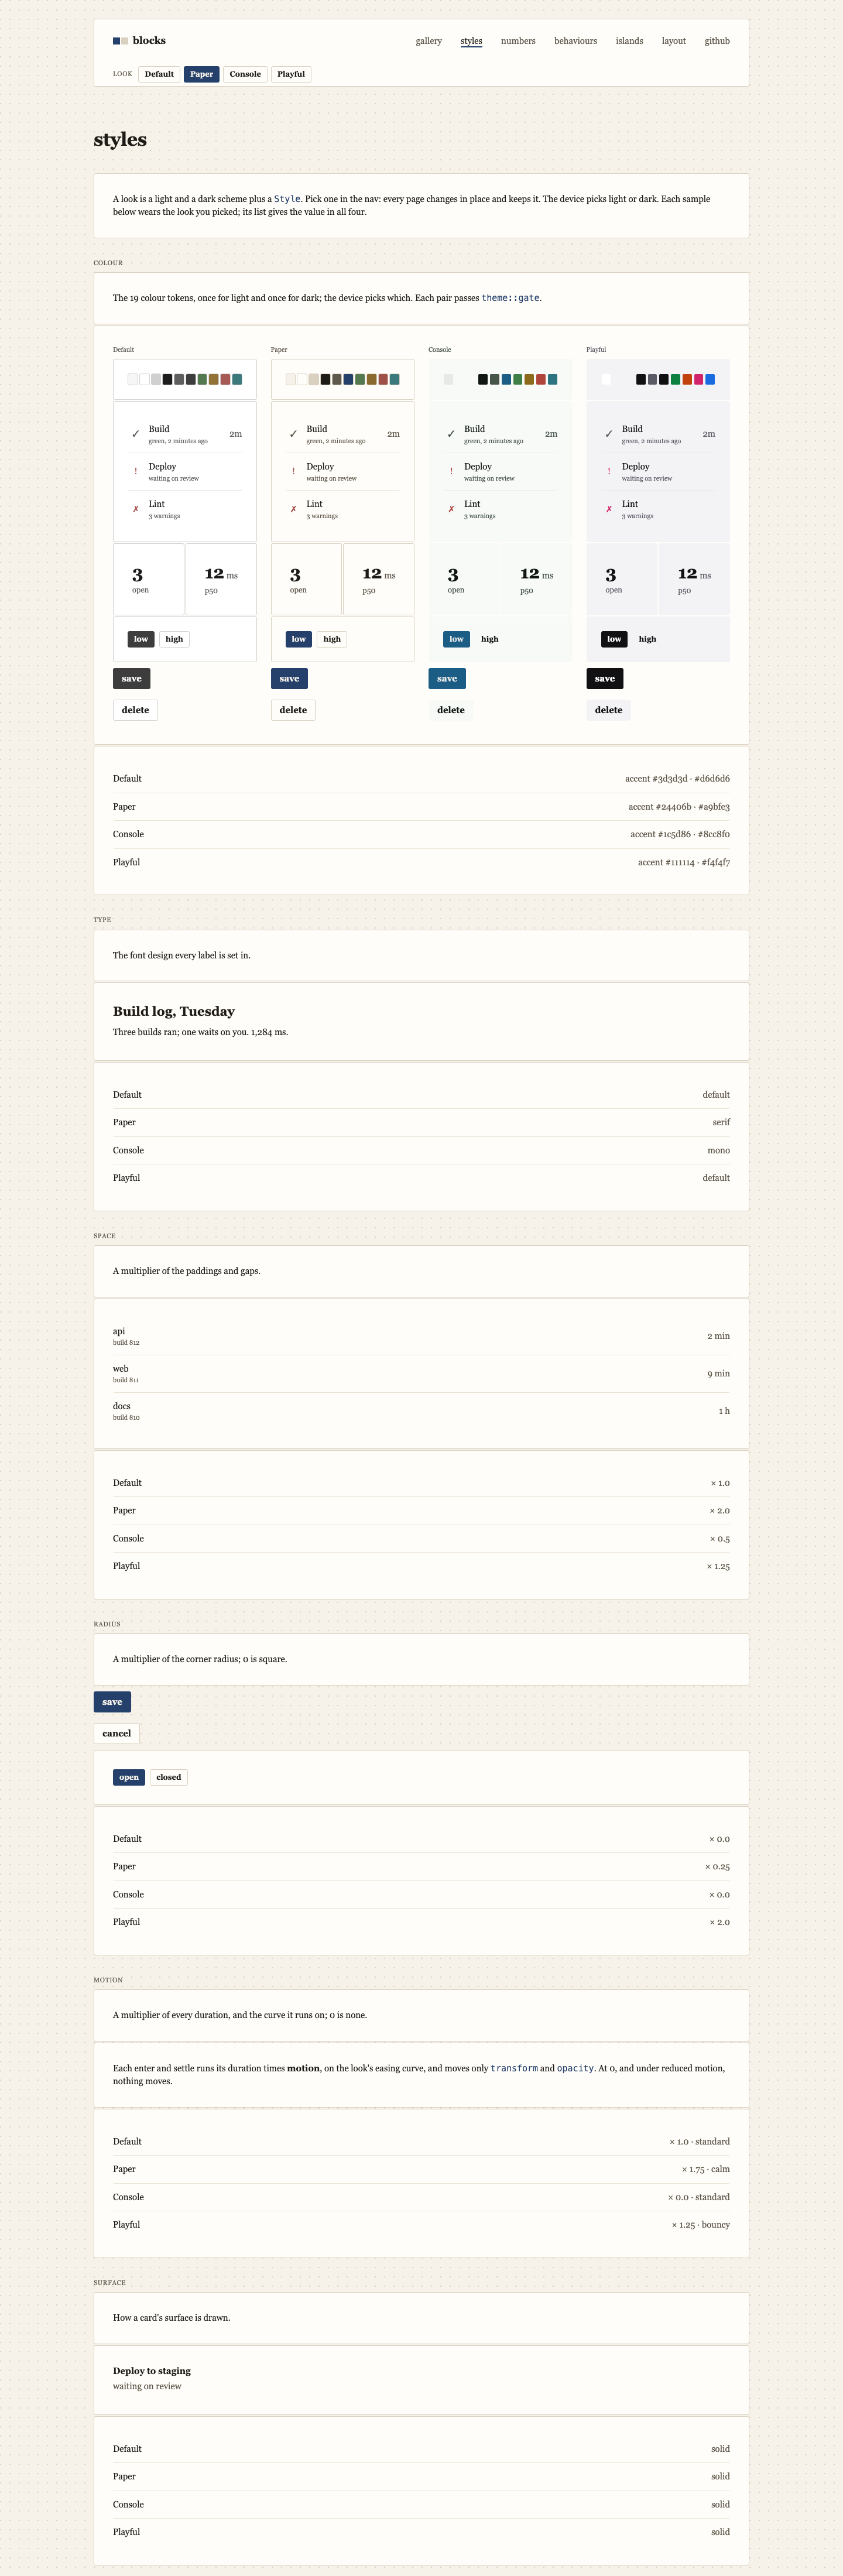 blocks
gallery styles numbers behaviours islands layout github
LOOK Default Paper Console Playful
styles
A look is a light and a dark scheme plus a Style. Pick one in the nav: every page changes in place and keeps it. The device picks light or dark. Each sample
below wears the look you picked; its list gives the value in all four.
COLOUR
The 19 colour tokens, once for light and once for dark; the device picks which. Each pair passes theme::gate.
Default
✓ Build 2m
green, 2 minutes ago
! Deploy
waiting on review
✗ Lint
3 warnings
3 12 ms
open p50
low high
save
delete
Paper
✓ Build 2m
green, 2 minutes ago
! Deploy
waiting on review
✗ Lint
3 warnings
3 12 ms
open p50
low high
save
delete
Console
✓ Build 2m
green, 2 minutes ago
! Deploy
waiting on review
✗ Lint
3 warnings
3 12 ms
open p50
low high
save
delete
Playful
✓ Build 2m
green, 2 minutes ago
! Deploy
waiting on review
✗ Lint
3 warnings
3 12 ms
open p50
low high
save
delete
Default accent #3d3d3d · #d6d6d6
Paper accent #24406b · #a9bfe3
Console accent #1c5d86 · #8cc8f0
Playful accent #111114 · #f4f4f7
TYPE
The font design every label is set in.
Build log, Tuesday
Three builds ran; one waits on you. 1,284 ms.
Default default
Paper serif
Console mono
Playful default
SPACE
A multiplier of the paddings and gaps.
api 2 min
build 812
web 9 min
build 811
docs 1 h
build 810
Default × 1.0
Paper × 2.0
Console × 0.5
Playful × 1.25
RADIUS
A multiplier of the corner radius; 0 is square.
save
cancel
open closed
Default × 0.0
Paper × 0.25
Console × 0.0
Playful × 2.0
MOTION
A multiplier of every duration, and the curve it runs on; 0 is none.
Each enter and settle runs its duration times motion, on the look's easing curve, and moves only transform and opacity. At 0, and under reduced motion,
nothing moves.
Default × 1.0 · standard
Paper × 1.75 · calm
Console × 0.0 · standard
Playful × 1.25 · bouncy
SURFACE
How a card's surface is drawn.
Deploy to staging
waiting on review
Default solid
Paper solid
Console solid
Playful solid